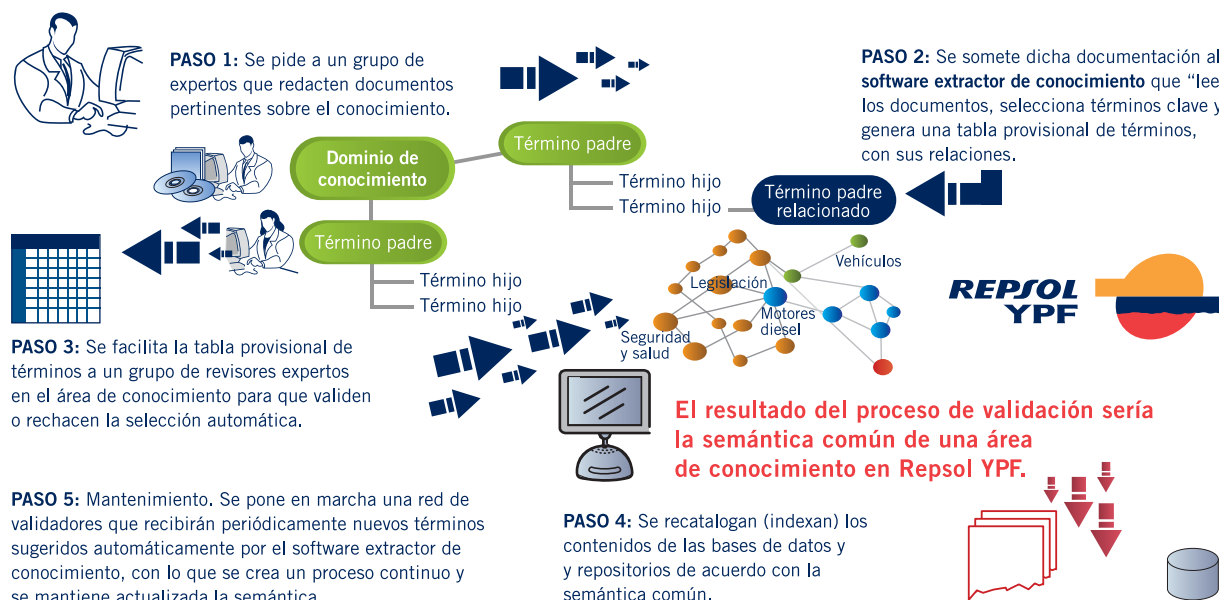 PASO 1: Se pide a un grupo de
expertos que redacten documentos
pertinentes sobre el conocimiento.
PASO 2: Se somete dicha documentación al
software extractor de conocimiento que “lee
los documentos, selecciona términos clave y
genera una tabla provisional de términos,
con sus relaciones.
Dominio de
conocimiento
Término padre
Término hijo
Término hijo
Término padre
relacionado
Término padre
Término hijo
Término hijo
Vehículos
Legislación
Motores
diesel
Seguridad
y salud
REPSOL
YPF
PASO 3: Se facilita la tabla provisional de
términos a un grupo de revisores expertos
en el área de conocimiento para que validen
o rechacen la selección automática.
El resultado del proceso de validación sería
la semántica común de una área
de conocimiento en Repsol YPF.
PASO 5: Mantenimiento. Se pone en marcha una red de
validadores que recibirán periódicamente nuevos términos
sugeridos automáticamente por el software extractor de
conocimiento, con lo que se crea un proceso continuo y
se mantiene actualizada la semántica
PASO 4: Se recatalogan (indexan) los
contenidos de las bases de datos y
y repositorios de acuerdo con la
semántica común.